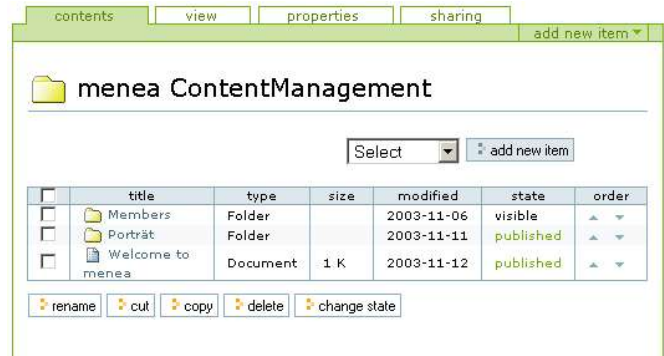 contents view properties sharing
add new item
menea ContentManagement
Select add new item
title type size modified state order
Members Folder 2003-11-06 visible
Porträt Folder 2003-11-11 published
Welcome to menea Document 1 K 2003-11-12 published
rename cut copy delete change state